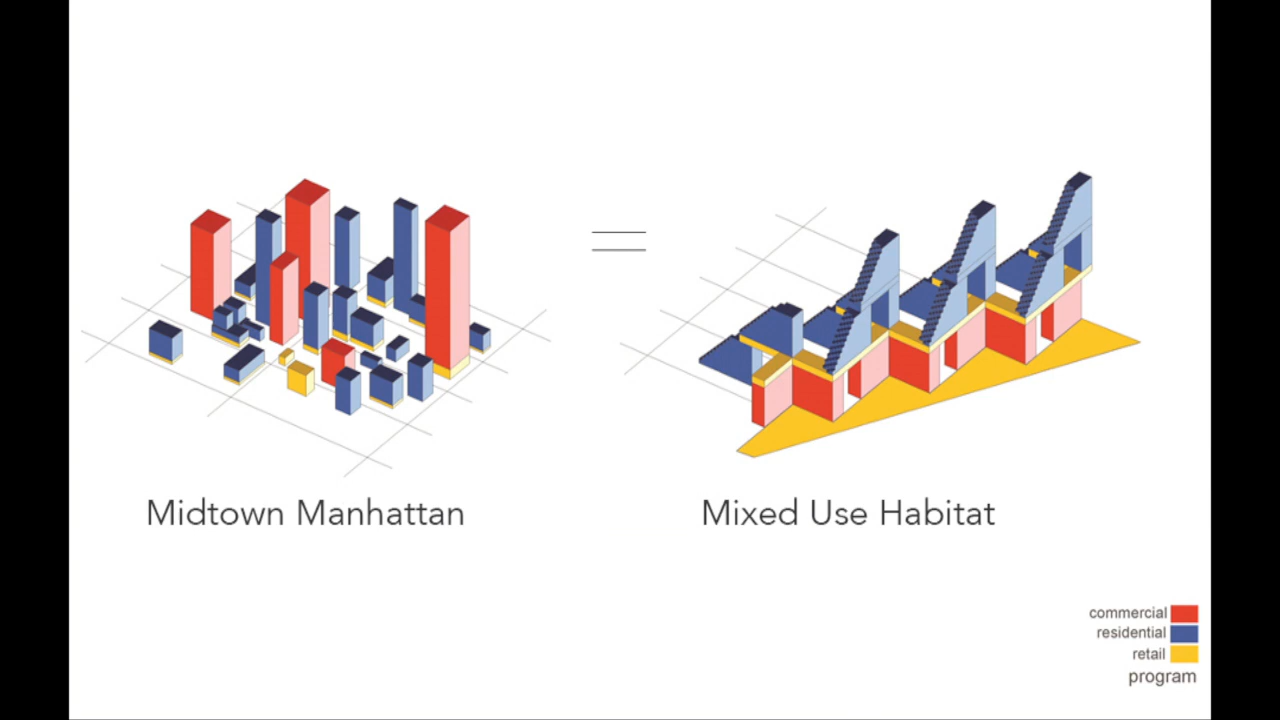 Midtown Manhattan
Mixed Use Habitat
commercial
residential
retail
program